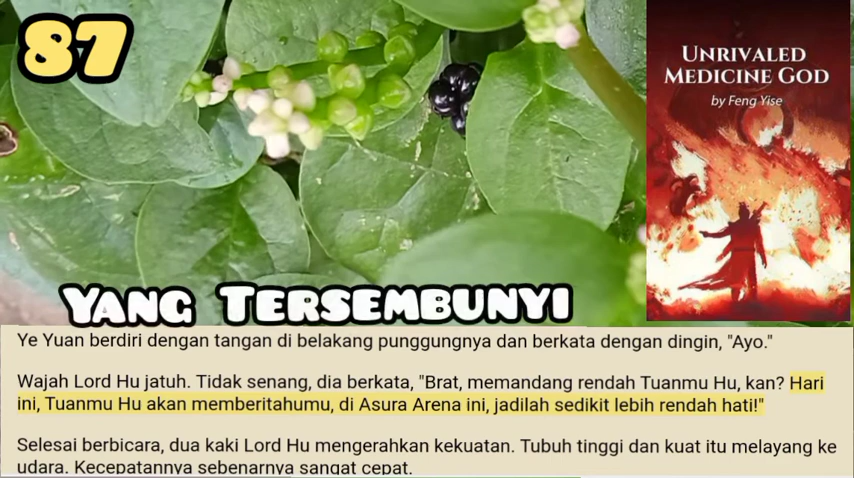 87
UNRIVALED
MEDICINE GOD
by Feng Yise
YANG TERSEMBUNYI
Ye Yuan berdiri dengan tangan di belakang punggungnya dan berkata dengan dingin, "Ayo."
Wajah Lord Hu jatuh. Tidak senang, dia berkata, "Brat, memandang rendah Tuanmu Hu, kan? Hari
ini, Tuanmu Hu akan memberitahumu, di Asura Arena ini, jadilah sedikit lebih rendah hati!"
Selesai berbicara, dua kaki Lord Hu mengerahkan kekuatan. Tubuh tinggi dan kuat itu melayang ke
udara. Kecepatannya sebenarnya sangat cepat.